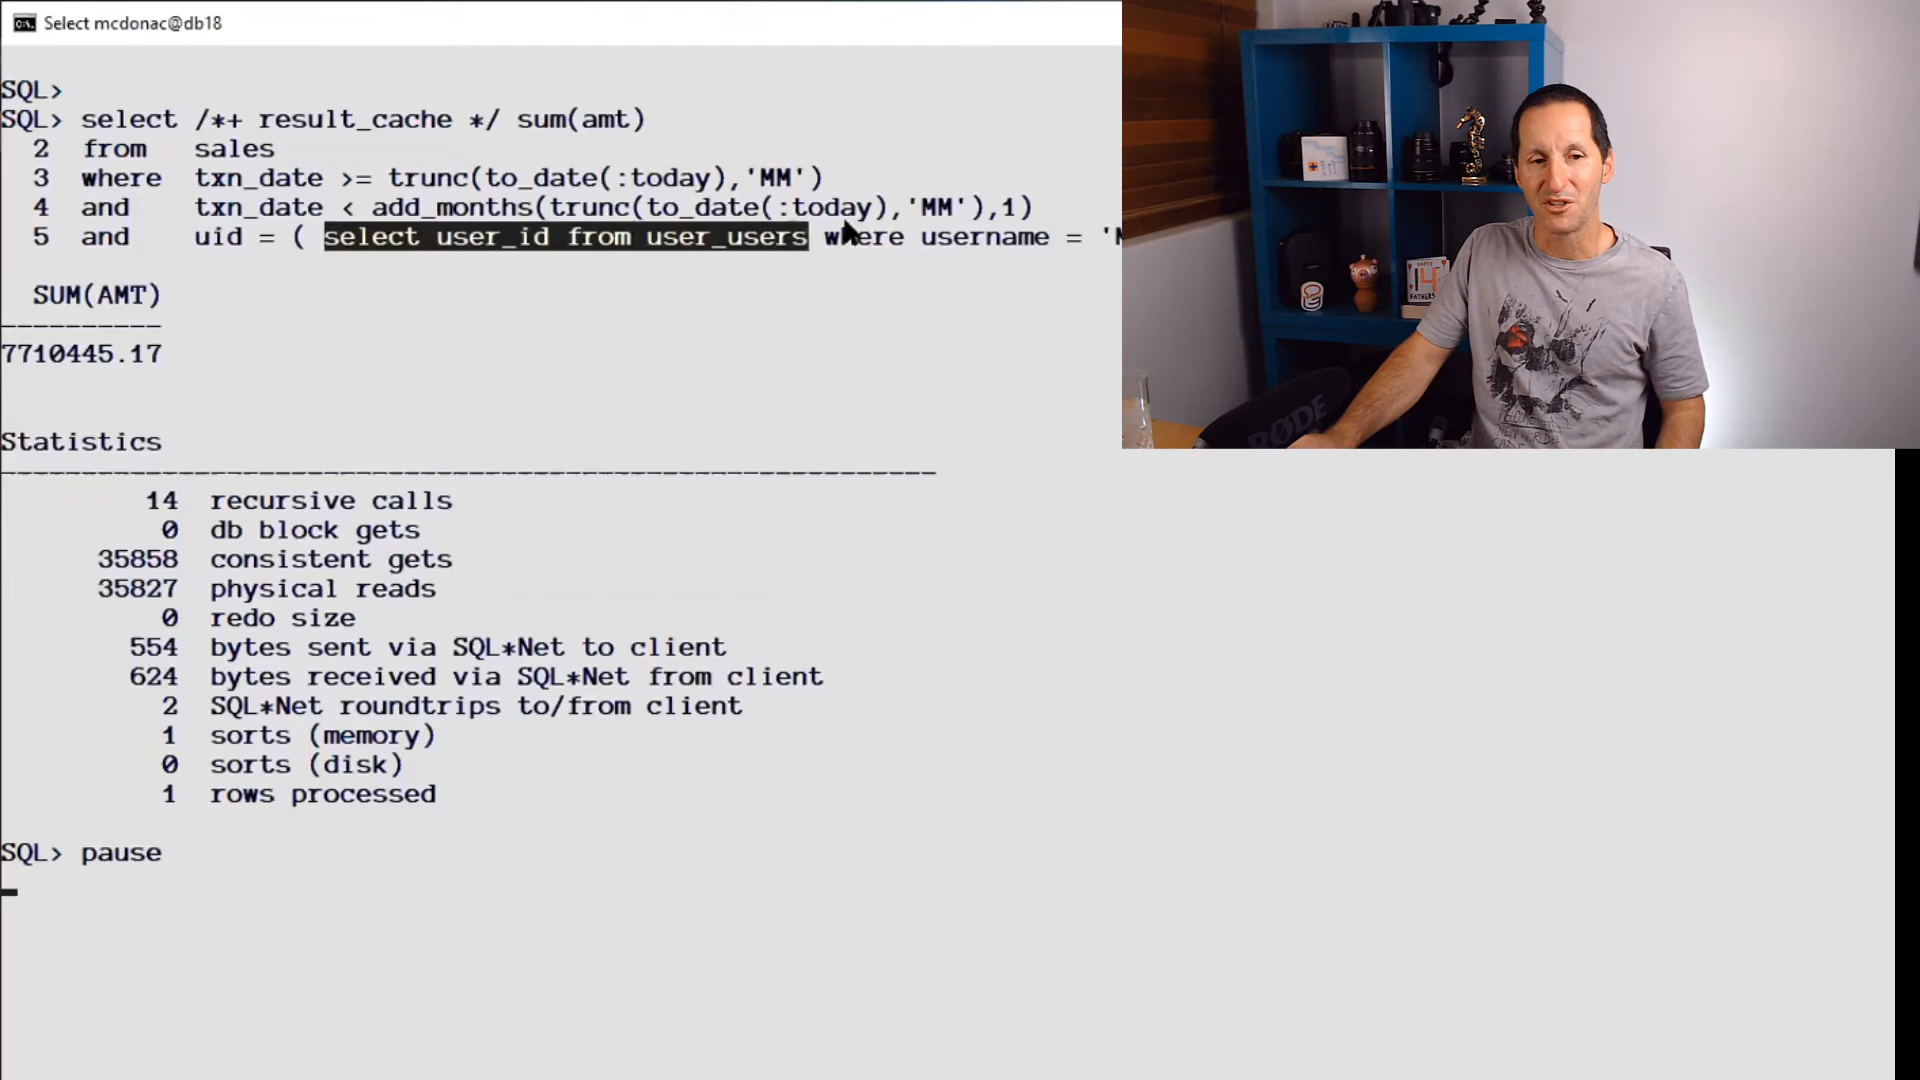 Select mcdonac@db18
SQL>
SQL> select /*+ result_cache */ sum(amt)
2 from sales
3 where txn_date >= trunc(to_date(:today),'MM')
4 and txn_date < add_months(trunc(to_date(:today),'MM'),1)
5 and uid = ( select user_id from user_users where username = '
SUM(AMT)
----------
7710445.17
Statistics
----------------------------------------------------------
14 recursive calls
0 db block gets
35858 consistent gets
35827 physical reads
0 redo size
554 bytes sent via SQL*Net to client
624 bytes received via SQL*Net from client
2 SQL*Net roundtrips to/from client
1 sorts (memory)
0 sorts (disk)
1 rows processed
SQL> pause
RØDE
14
FATHERS